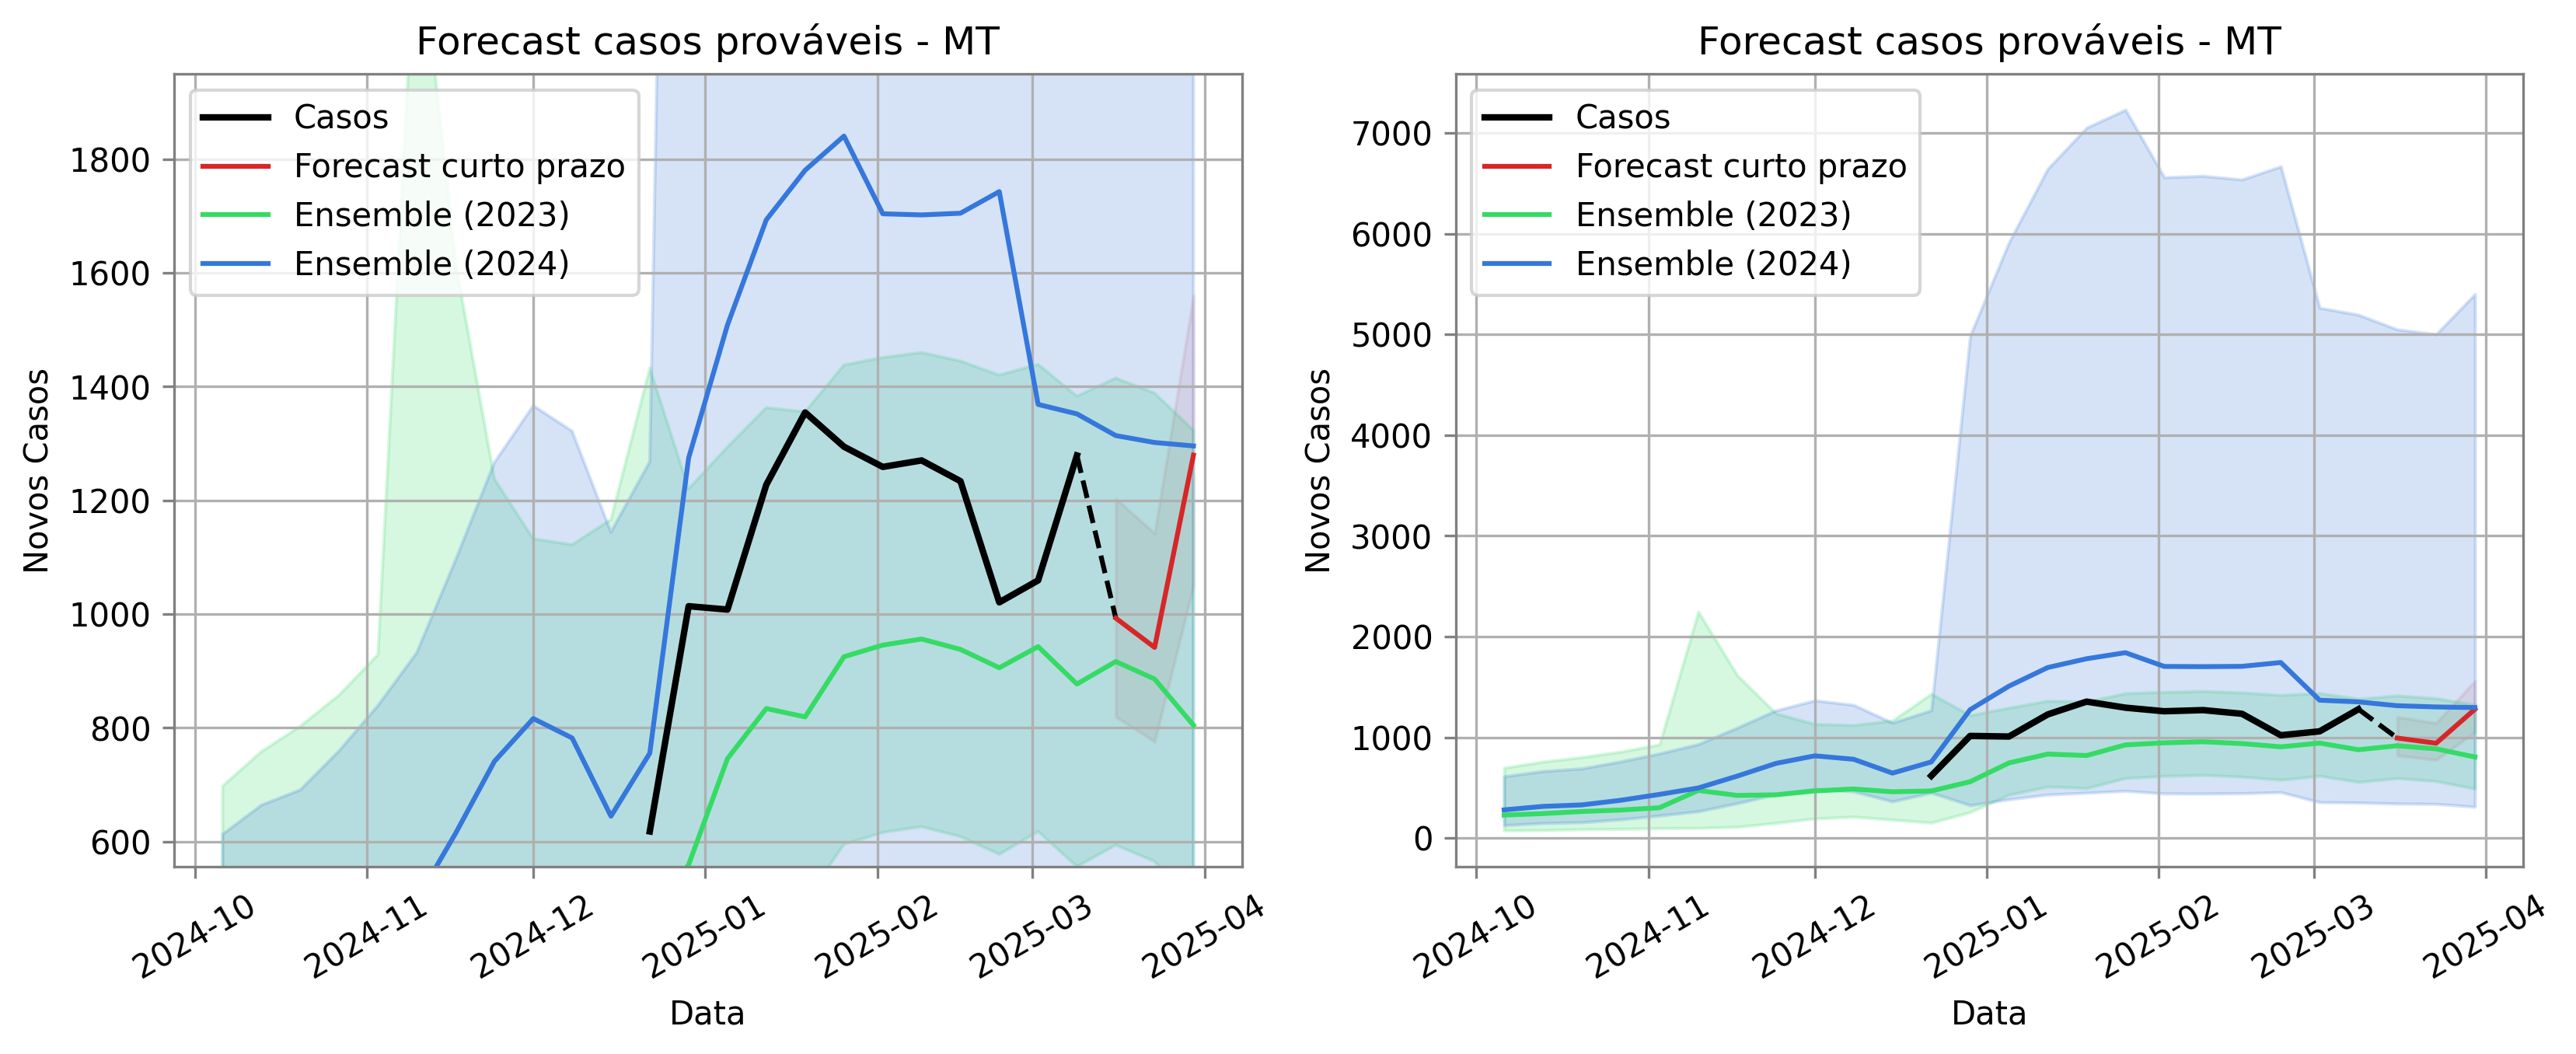 Forecast casos prováveis - MT
Casos
Forecast curto prazo
Ensemble (2023)
Ensemble (2024)
1800
1600
1400
1200
1000
800
600
Novos Casos
2024-10
2024-11
2024-12
2025-01
2025-02
2025-03
2025-04
Data
Forecast casos prováveis - MT
Casos
Forecast curto prazo
Ensemble (2023)
Ensemble (2024)
7000
6000
5000
4000
3000
2000
1000
0
Novos Casos
2024-10
2024-11
2024-12
2025-01
2025-02
2025-03
2025-04
Data